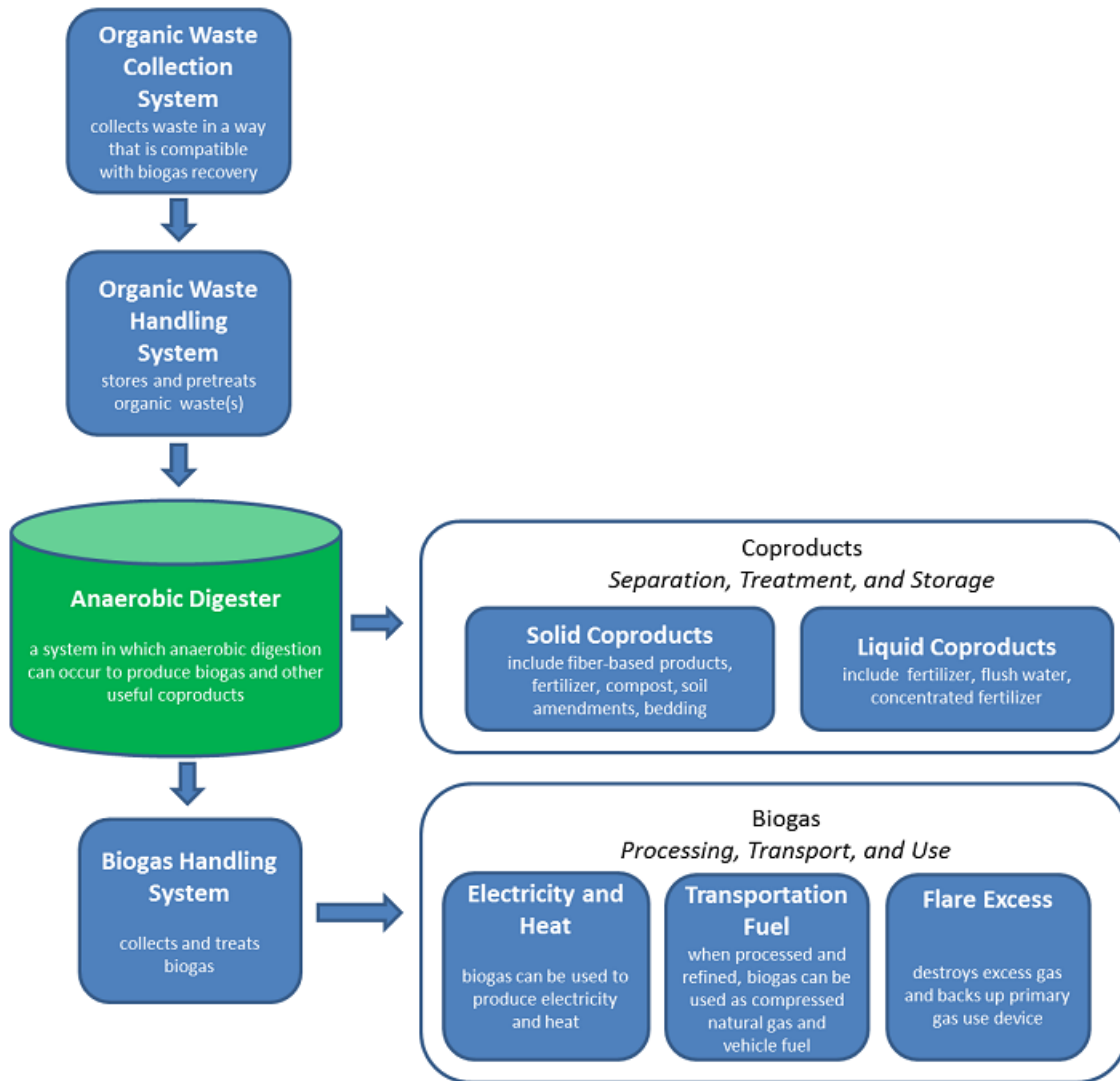 Organic Waste
Collection
System
collects waste in a way
that is compatible
with biogas recovery
Organic Waste
Handling
System
stores and pretreats
organic waste(s)
Anaerobic Digester
a system in which anaerobic digestion
can occur to produce biogas and other
useful coproducts
Coproducts
Separation, Treatment, and Storage
Solid Coproducts
include fiber-based products,
fertilizer, compost, soil
amendments, bedding
Liquid Coproducts
include fertilizer, flush water,
concentrated fertilizer
Biogas Handling
System
collects and treats
biogas
Biogas
Processing, Transport, and Use
Electricity and
Heat
biogas can be used to
produce electricity
and heat
Transportation
Fuel
when processed and
refined, biogas can be
used as compressed
natural gas and
vehicle fuel
Flare Excess
destroys excess gas
and backs up primary
gas use device